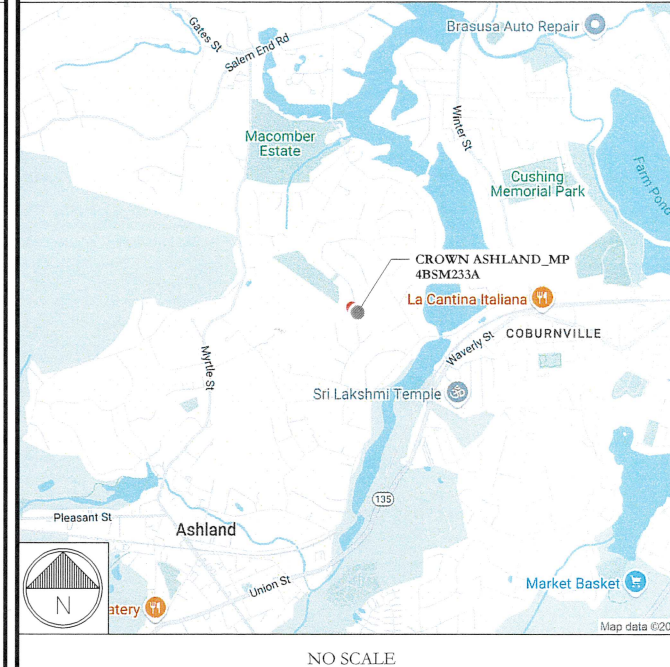 Brasusa Auto Repair
Gates St
Salem End Rd
Winter St
Macomber
Estate
Cushing
Memorial Park
Farm Pond
CROWN ASHLAND_MP
4BSM233A
La Cantina Italiana
COBURNVILLE
Waverly St
Myrtle St
Sri Lakshmi Temple
135
Pleasant St
Ashland
Union St
N
atery
Market Basket
Map data ©20
NO SCALE